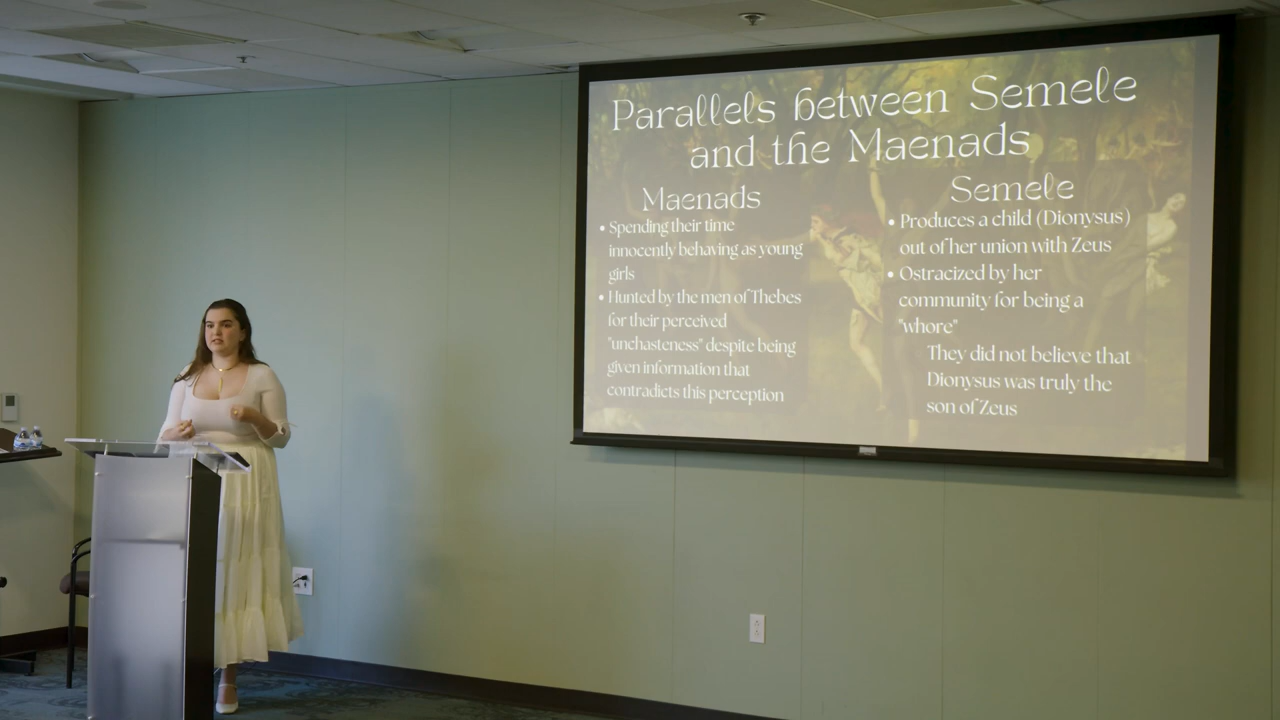 Parallels between Semele
and the Maenads
Maenads
• Spending their time
innocently behaving as young
girls
• Hunted by the men of Thebes
for their perceived
"unchasteness" despite being
given information that
contradicts this perception
Semele
• Produces a child (Dionysus)
out of her union with Zeus
• Ostracized by her
community for being a
"whore"
They did not believe that
Dionysus was truly the
son of Zeus